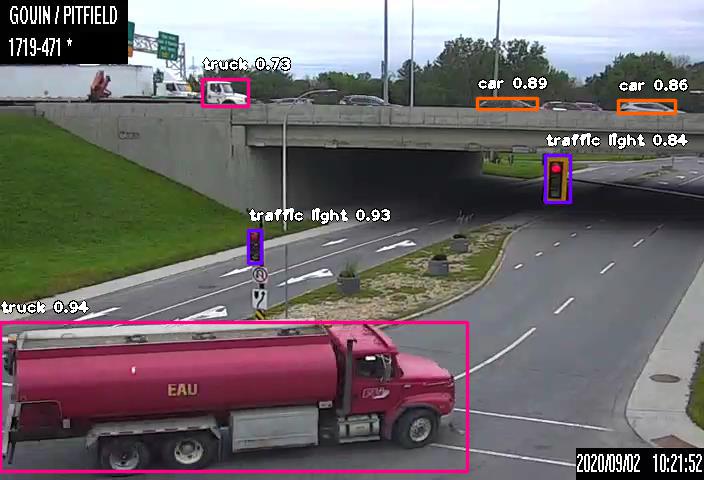 GOUIN / PITFIELD
1719-471 *
truck 0.73
car 0.89
car 0.86
traffic light 0.84
traffic light 0.93
truck 0.94
EAU
EAU
2020/09/02 10:21:52